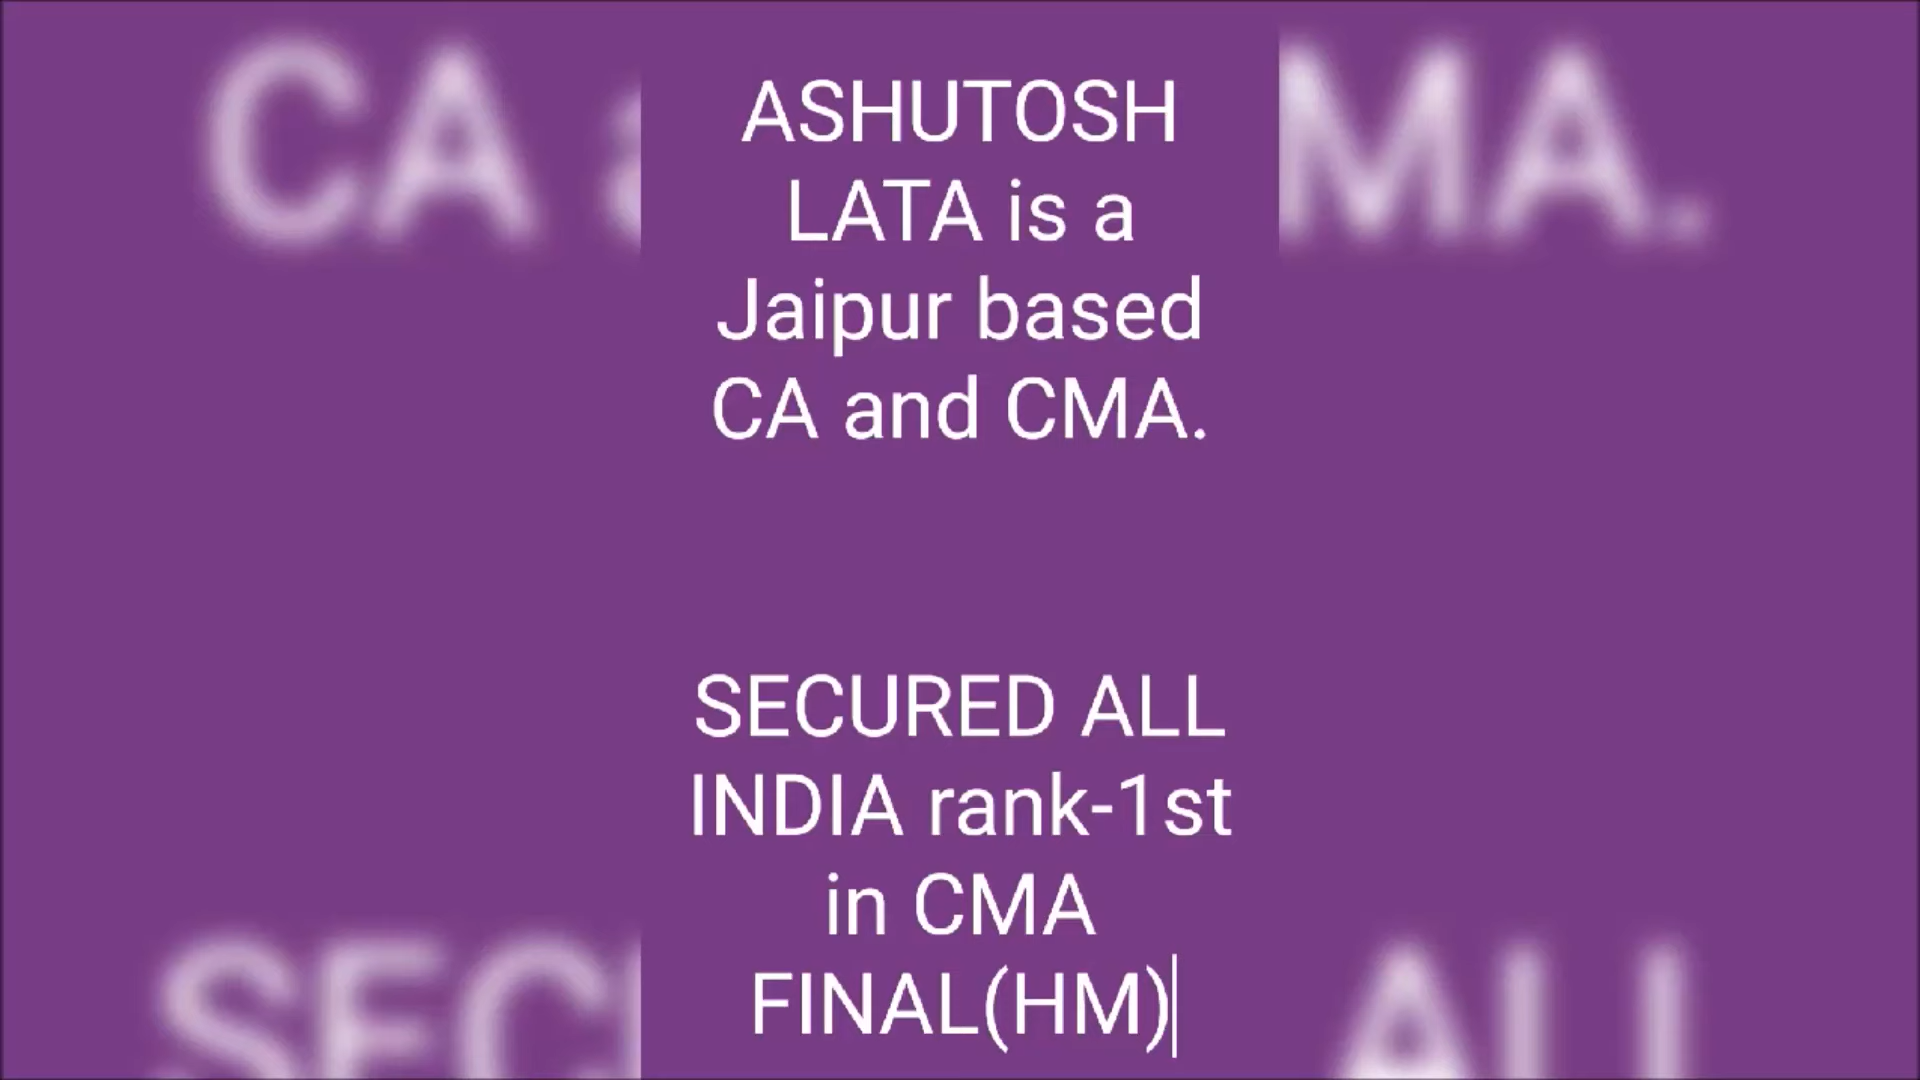 ASHUTOSH
LATA is a
Jaipur based
CA and CMA.
SECURED ALL
INDIA rank-1st
in CMA
FINAL(HM)